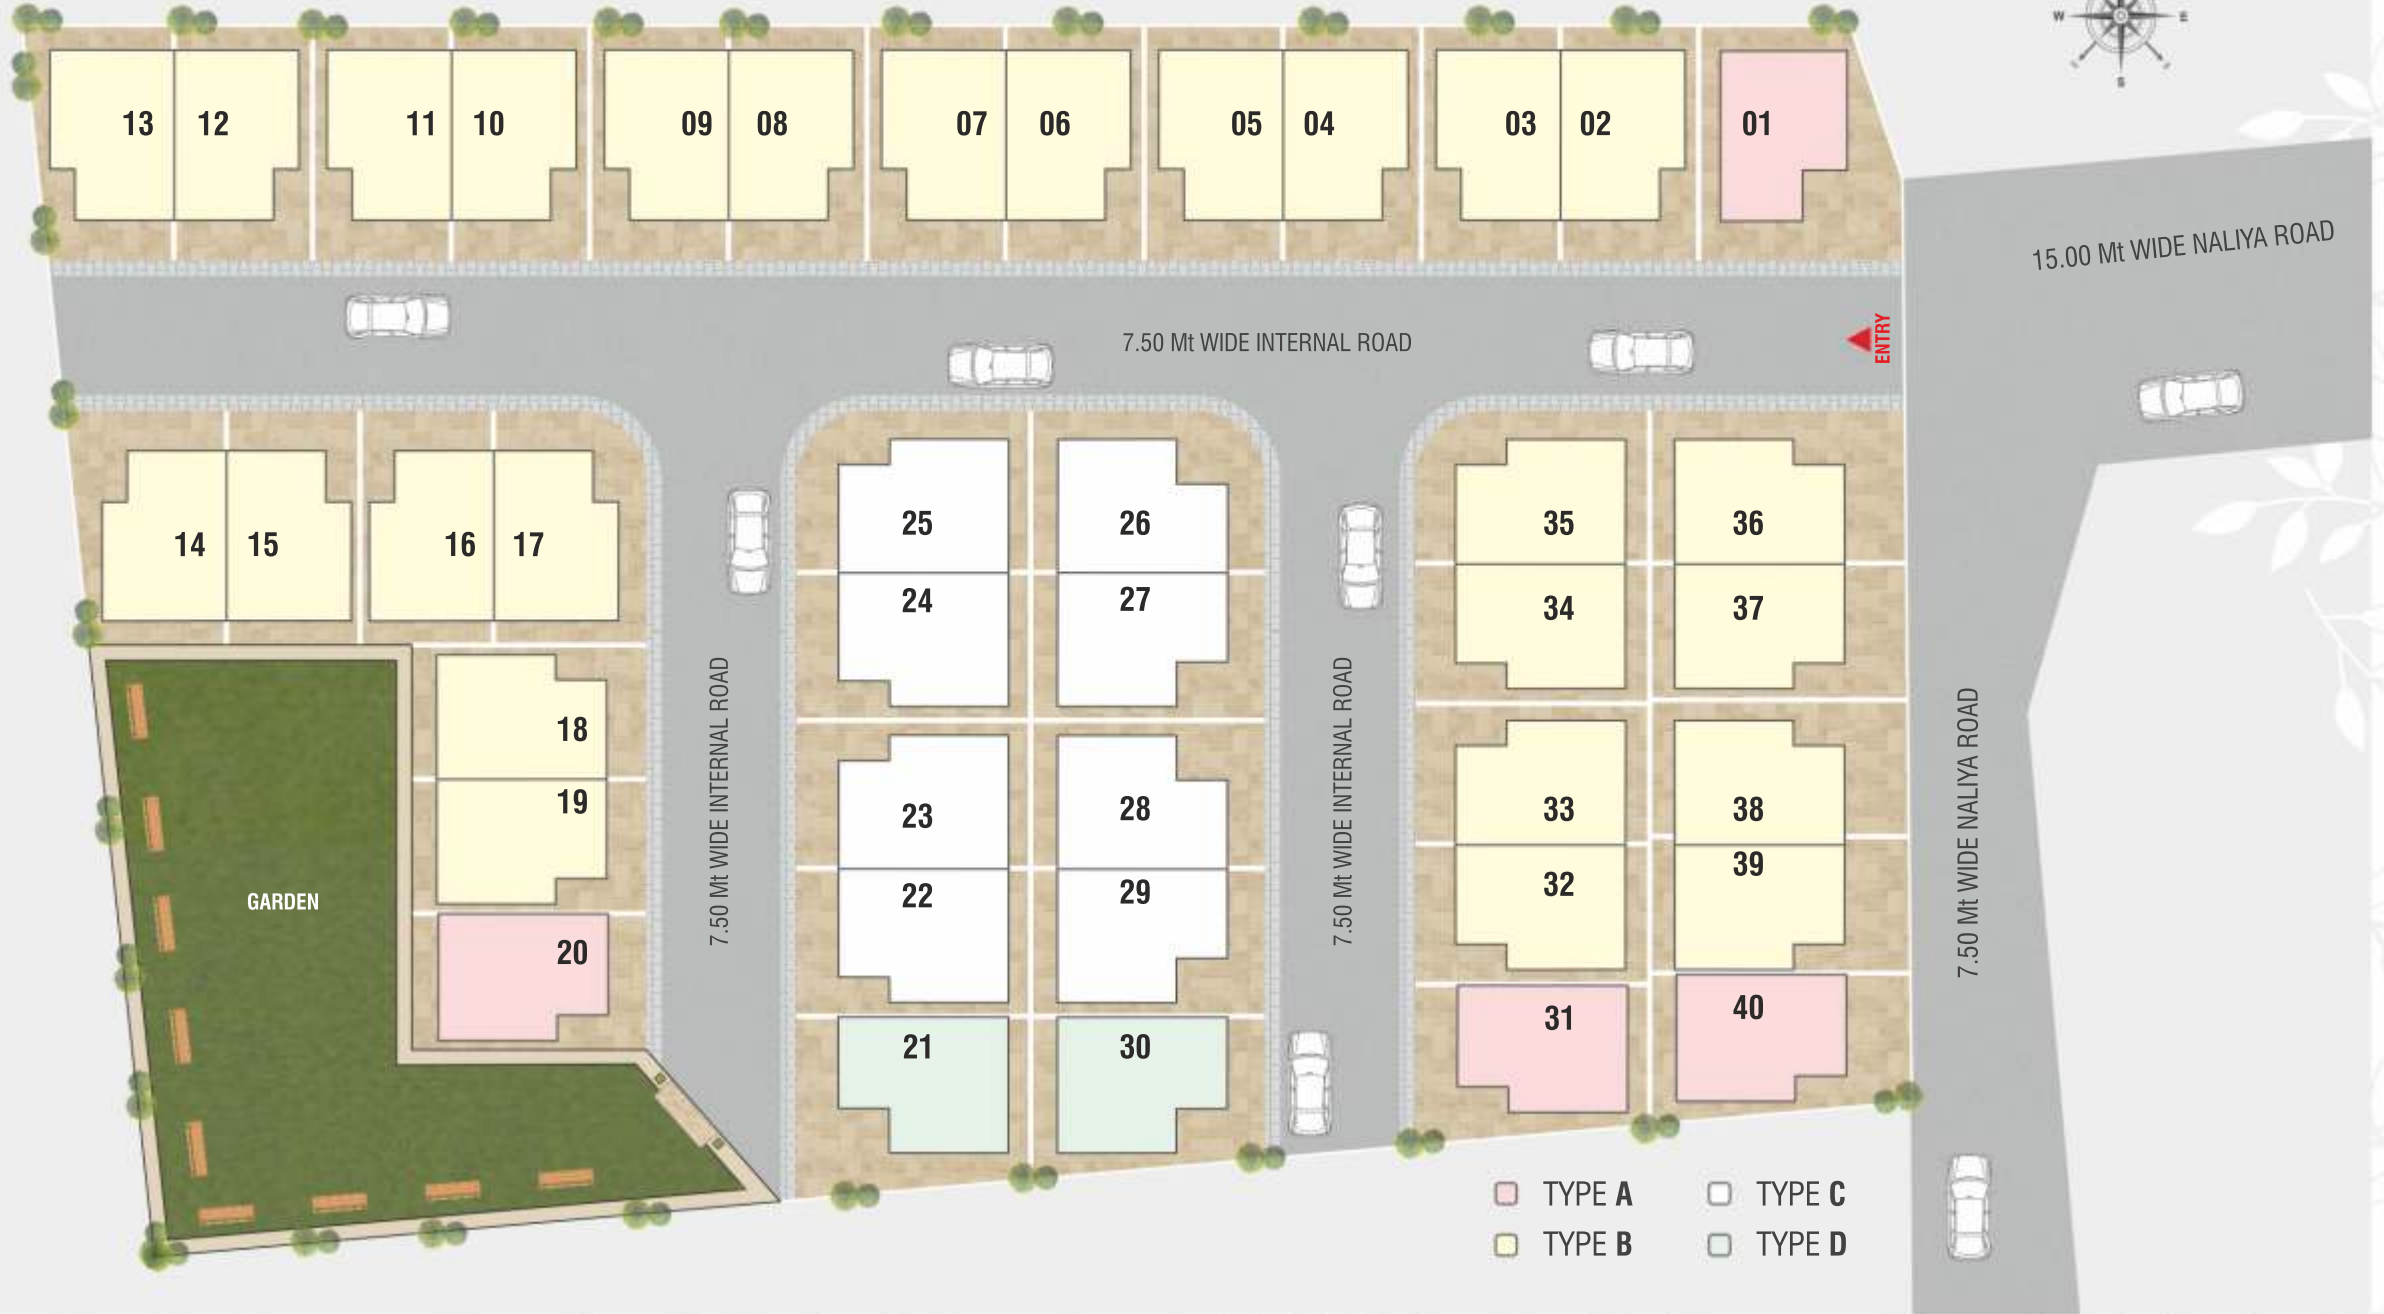 W E
S
13 12 11 10 09 08 07 06 05 04 03 02 01
15.00 Mt WIDE NALIYA ROAD
7.50 Mt WIDE INTERNAL ROAD
ENTRY
14 15 16 17
25 26 35 36
24 27 34 37
7.50 Mt WIDE INTERNAL ROAD
7.50 Mt WIDE INTERNAL ROAD
7.50 Mt WIDE NALIYA ROAD
18
19
23 28 33 38
22 29 32 39
GARDEN
20
21 30 31 40
TYPE A TYPE C
TYPE B TYPE D